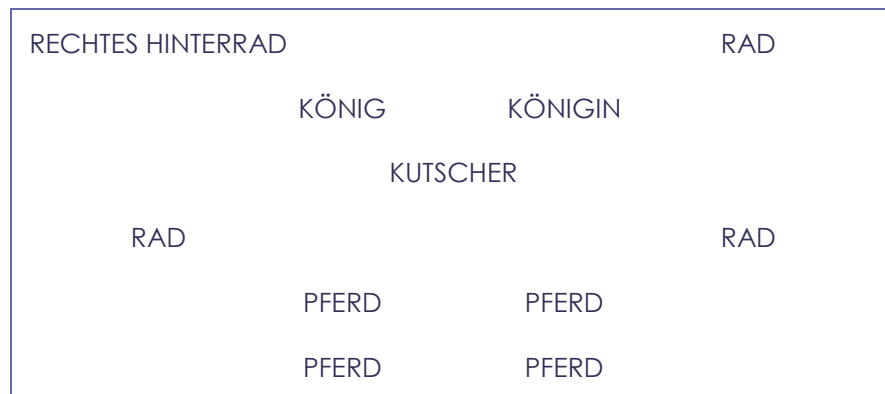 RECHTES HINTERRAD RAD
KÖNIG KÖNIGIN
KUTSCHER
RAD RAD
PFERD PFERD
PFERD PFERD